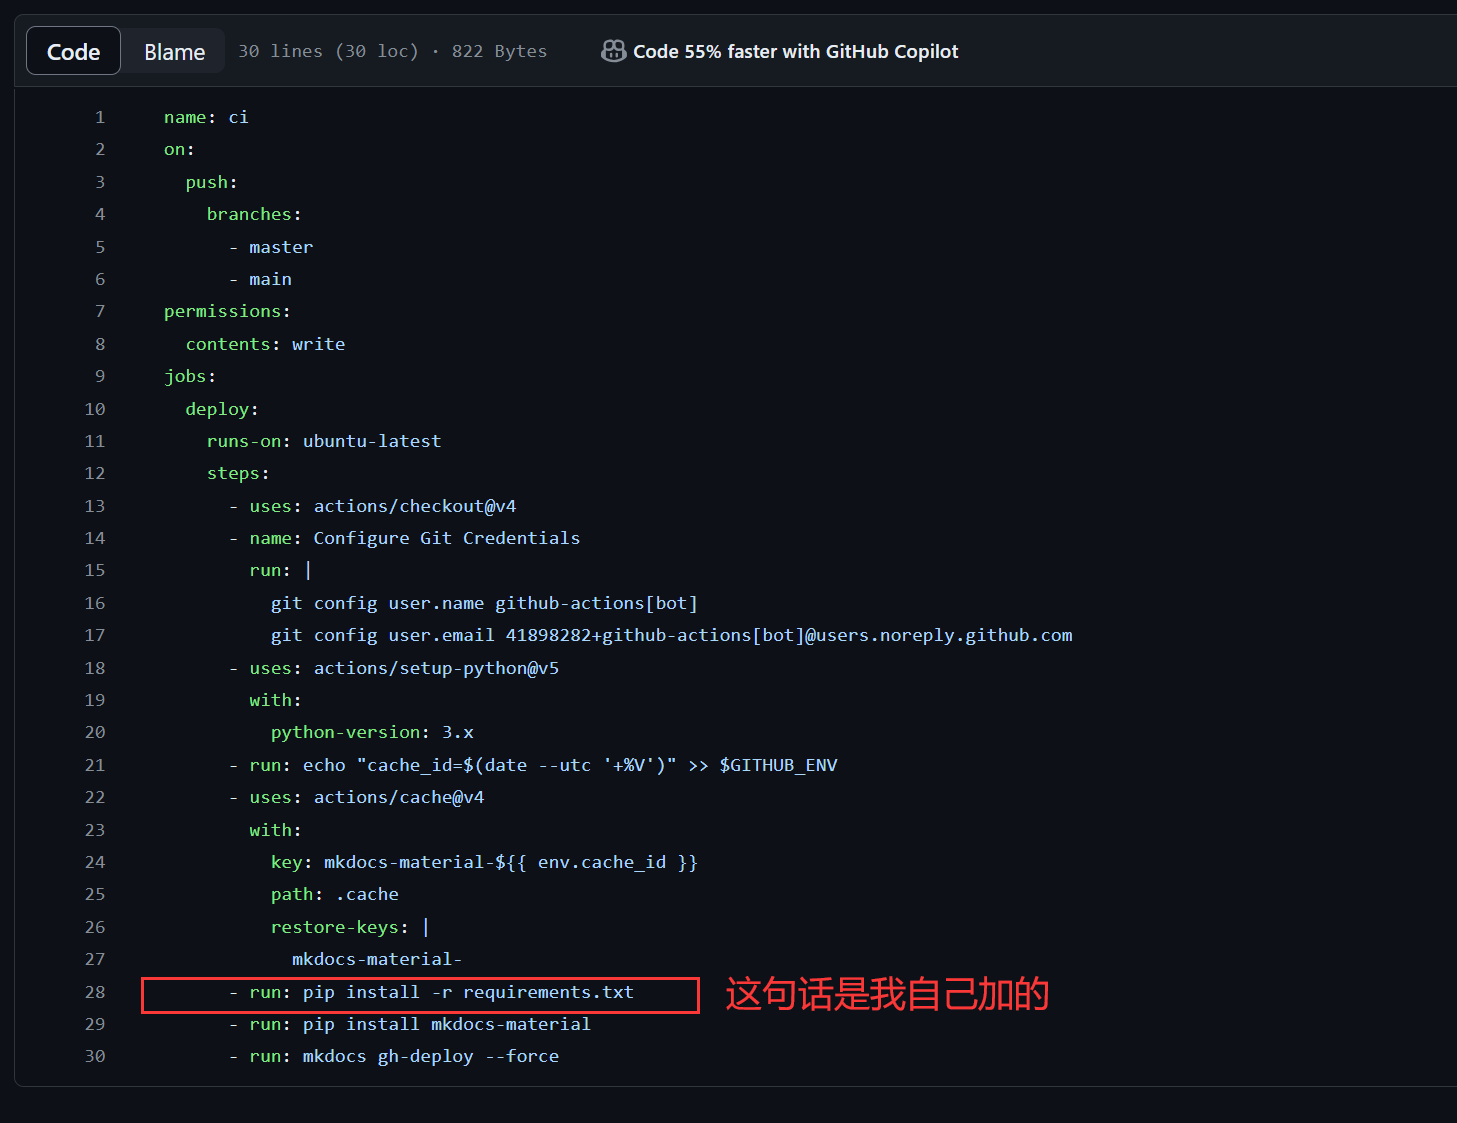 Code Blame 30 lines (30 loc) · 822 Bytes Code 55% faster with GitHub Copilot
1 name: ci
2 on:
3 push:
4 branches:
5 - master
6 - main
7 permissions:
8 contents: write
9 jobs:
10 deploy:
11 runs-on: ubuntu-latest
12 steps:
13 - uses: actions/checkout@v4
14 - name: Configure Git Credentials
15 run: |
16 git config user.name github-actions[bot]
17 git config user.email 41898282+github-actions[bot]@users.noreply.github.com
18 - uses: actions/setup-python@v5
19 with:
20 python-version: 3.x
21 - run: echo "cache_id=$(date --utc '+%V')" >> $GITHUB_ENV
22 - uses: actions/cache@v4
23 with:
24 key: mkdocs-material-${{ env.cache_id }}
25 path: .cache
26 restore-keys: |
27 mkdocs-material-
28 - run: pip install -r requirements.txt 这句话是我自己加的
29 - run: pip install mkdocs-material
30 - run: mkdocs gh-deploy --force